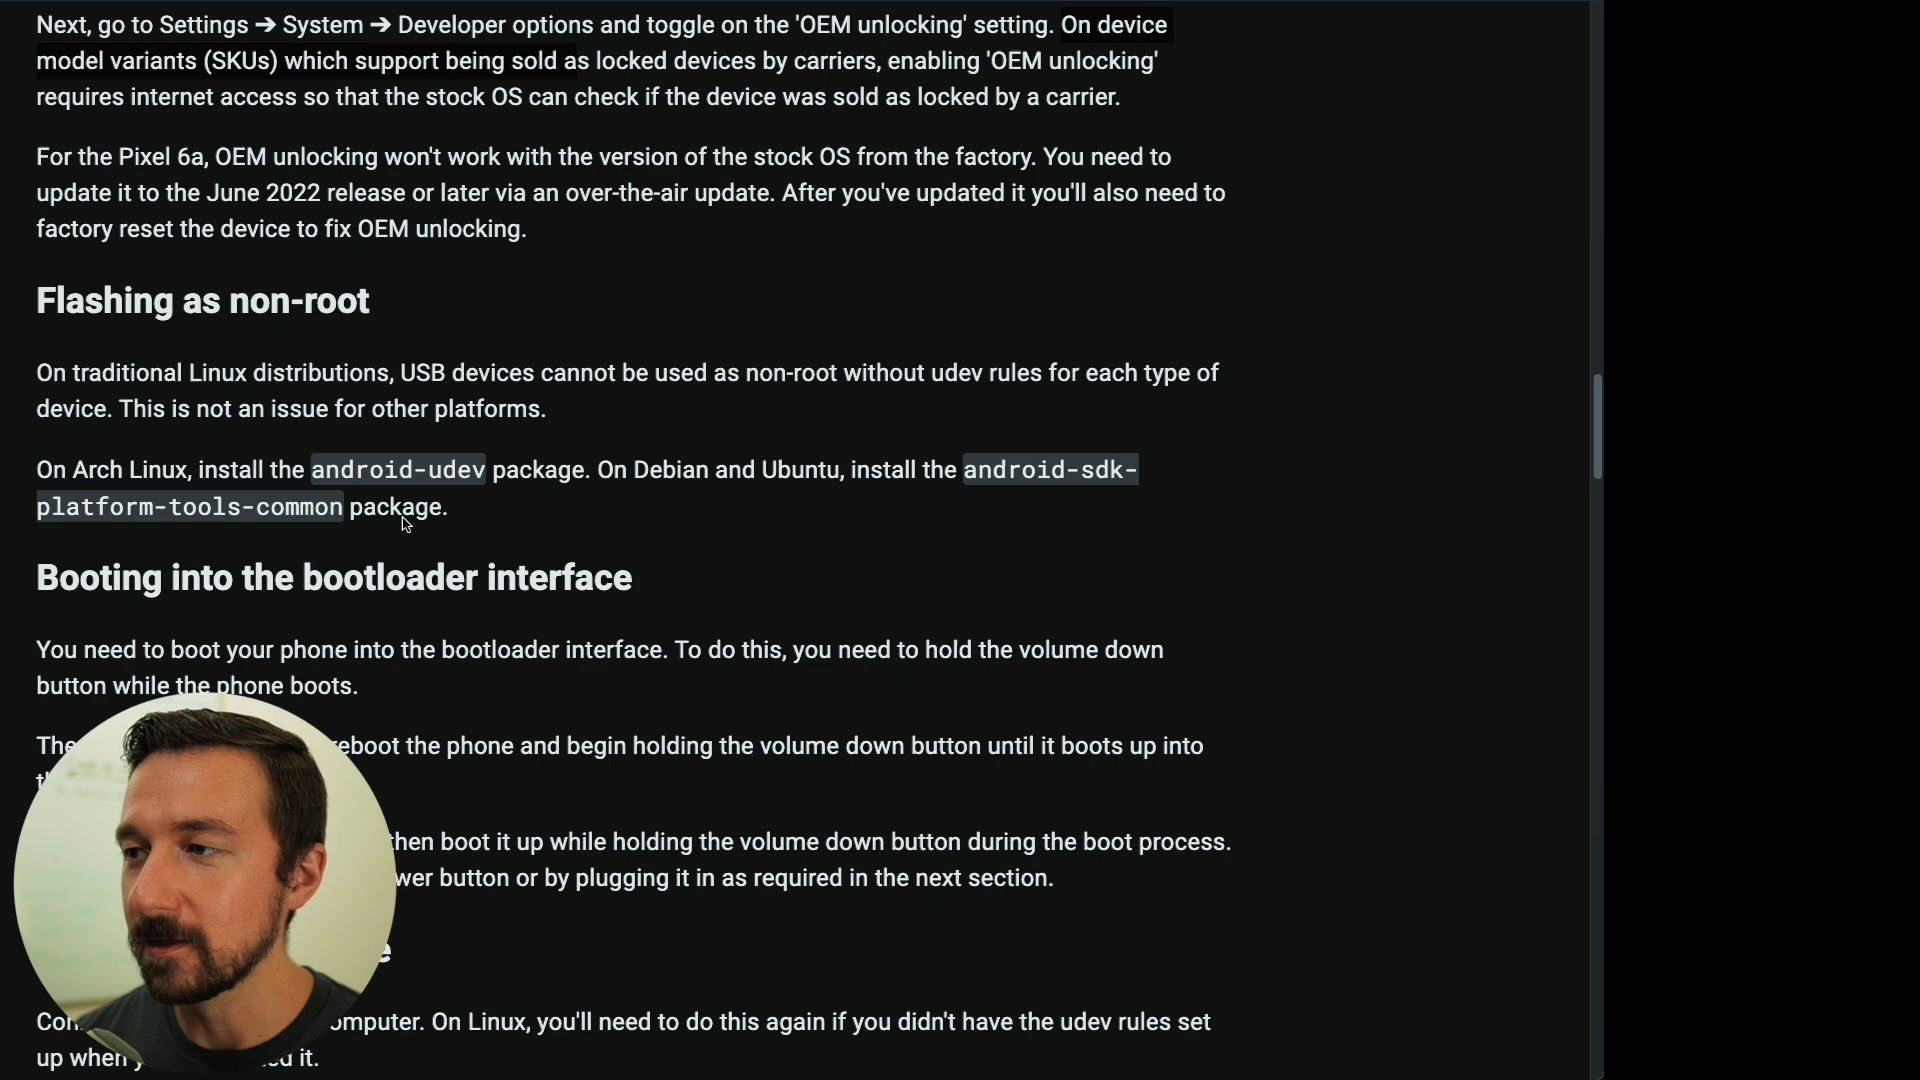 Next, go to Settings ➔ System ➔ Developer options and toggle on the 'OEM unlocking' setting. On device
model variants (SKUs) which support being sold as locked devices by carriers, enabling 'OEM unlocking'
requires internet access so that the stock OS can check if the device was sold as locked by a carrier.
For the Pixel 6a, OEM unlocking won't work with the version of the stock OS from the factory. You need to
update it to the June 2022 release or later via an over-the-air update. After you've updated it you'll also need to
factory reset the device to fix OEM unlocking.
Flashing as non-root
On traditional Linux distributions, USB devices cannot be used as non-root without udev rules for each type of
device. This is not an issue for other platforms.
On Arch Linux, install the android-udev package. On Debian and Ubuntu, install the android-sdk-
platform-tools-common package.
Booting into the bootloader interface
You need to boot your phone into the bootloader interface. To do this, you need to hold the volume down
button while the phone boots.
reboot the phone and begin holding the volume down button until it boots up into
then boot it up while holding the volume down button during the boot process.
button or by plugging it in as required in the next section.
computer. On Linux, you'll need to do this again if you didn't have the udev rules set
up when it.